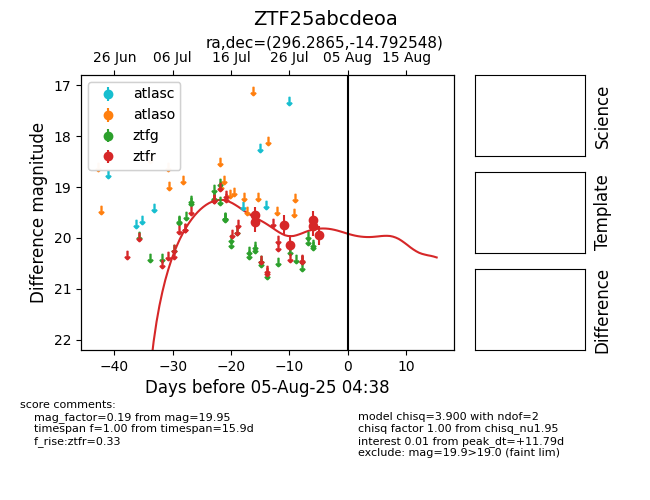 ZTF25abcdeoa
ra,dec=(296.2865,-14.792548)
26 Jun 06 Jul 16 Jul 26 Jul 05 Aug 15 Aug
17
18
19
20
21
22
Difference magnitude
atlasc
atlaso
ztfg
ztfr
−40 −30 −20 −10 0 10
Days before 05-Aug-25 04:38
Science
Template
Difference
score comments:
mag_factor=0.19 from mag=19.95
timespan f=1.00 from timespan=15.9d
f_rise:ztfr=0.33
model chisq=3.900 with ndof=2
chisq factor 1.00 from chisq_nu1.95
interest 0.01 from peak_dt=+11.79d
exclude: mag=19.9>19.0 (faint lim)